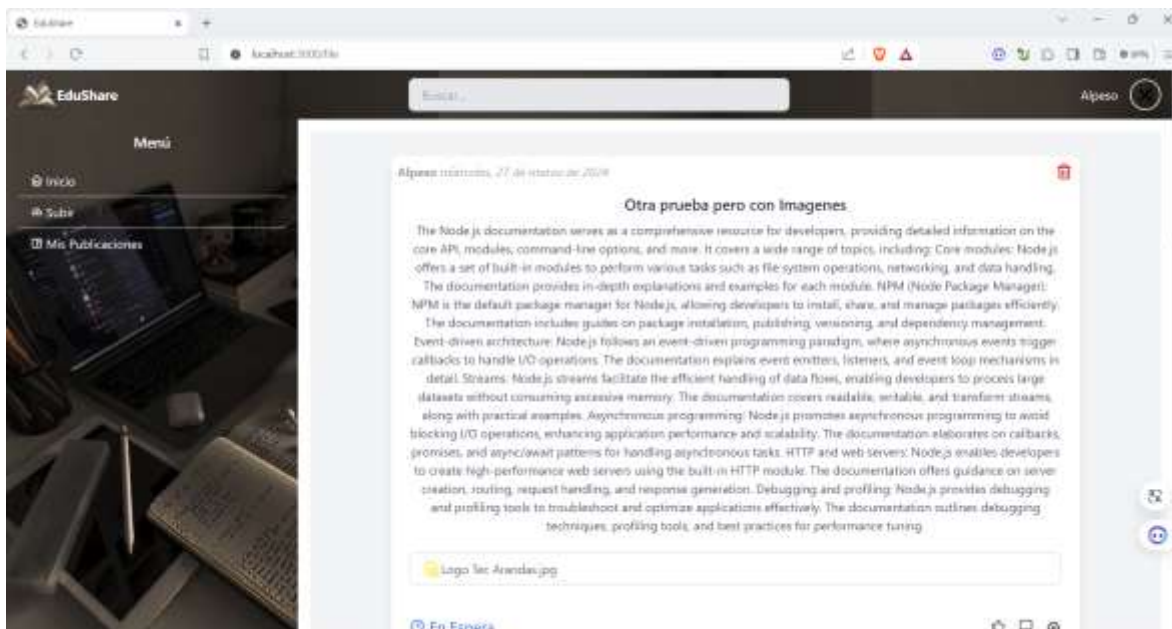 EduShare
localhost:3000/file
EduShare
Buscar...
Alpeso
Menú
Inicio
Subir
Mis Publicaciones
Alpeso miércoles, 27 de marzo de 2024
Otra prueba pero con Imagenes
The Node.js documentation serves as a comprehensive resource for developers, providing detailed information on the
core API, modules, command-line options, and more. It covers a wide range of topics, including: Core modules: Node.js
offers a set of built-in modules to perform various tasks such as file system operations, networking, and data handling.
The documentation provides in-depth explanations and examples for each module. NPM (Node Package Manager):
NPM is the default package manager for Node.js, allowing developers to install, share, and manage packages efficiently.
The documentation includes guides on package installation, publishing, versioning, and dependency management.
Event-driven architecture: Node.js follows an event-driven programming paradigm, where asynchronous events trigger
callbacks to handle I/O operations. The documentation explains event emitters, listeners, and event loop mechanisms in
detail. Streams: Node.js streams facilitate the efficient handling of data flows, enabling developers to process large
datasets without consuming excessive memory. The documentation covers readable, writable, and transform streams,
along with practical examples. Asynchronous programming: Node.js promotes asynchronous programming to avoid
blocking I/O operations, enhancing application performance and scalability. The documentation elaborates on callbacks,
promises, and async/await patterns for handling asynchronous tasks. HTTP and web servers: Node.js enables developers
to create high-performance web servers using the built-in HTTP module. The documentation offers guidance on server
creation, routing, request handling, and response generation. Debugging and profiling: Node.js provides debugging
and profiling tools to troubleshoot and optimize applications effectively. The documentation outlines debugging
techniques, profiling tools, and best practices for performance tuning.
Logo Tec Arandas.jpg
En Espera